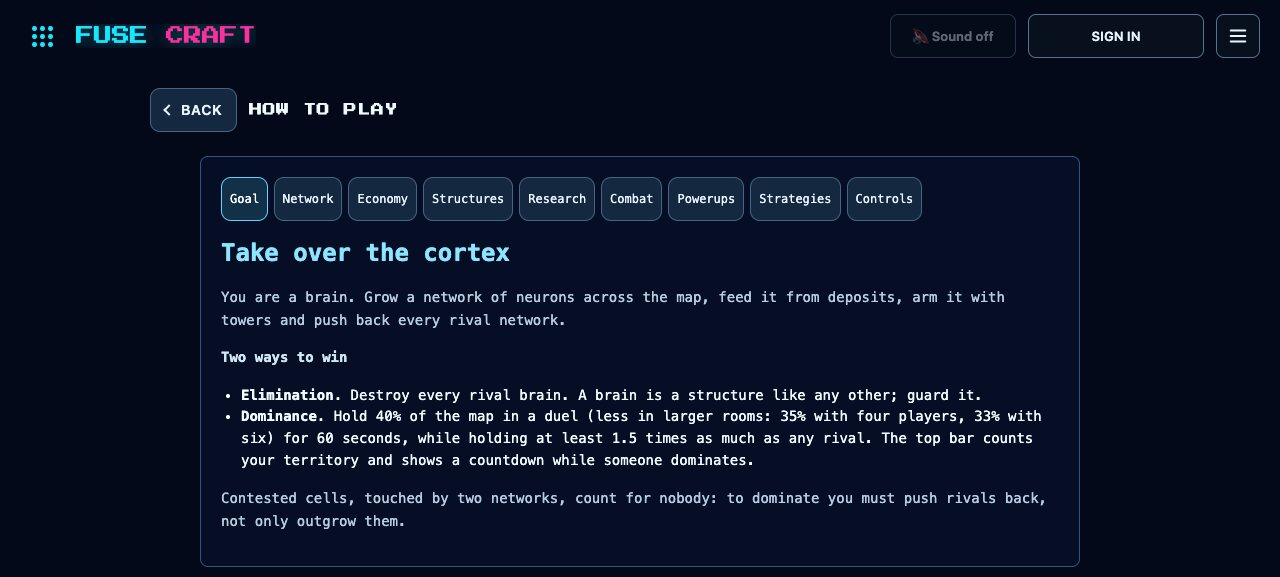 FUSE CRAFT
Sound off
SIGN IN
BACK
HOW TO PLAY
Goal
Network
Economy
Structures
Research
Combat
Powerups
Strategies
Controls
Take over the cortex
You are a brain. Grow a network of neurons across the map, feed it from deposits, arm it with
towers and push back every rival network.
Two ways to win
• Elimination. Destroy every rival brain. A brain is a structure like any other; guard it.
• Dominance. Hold 40% of the map in a duel (less in larger rooms: 35% with four players, 33% with
six) for 60 seconds, while holding at least 1.5 times as much as any rival. The top bar counts
your territory and shows a countdown while someone dominates.
Contested cells, touched by two networks, count for nobody: to dominate you must push rivals back,
not only outgrow them.